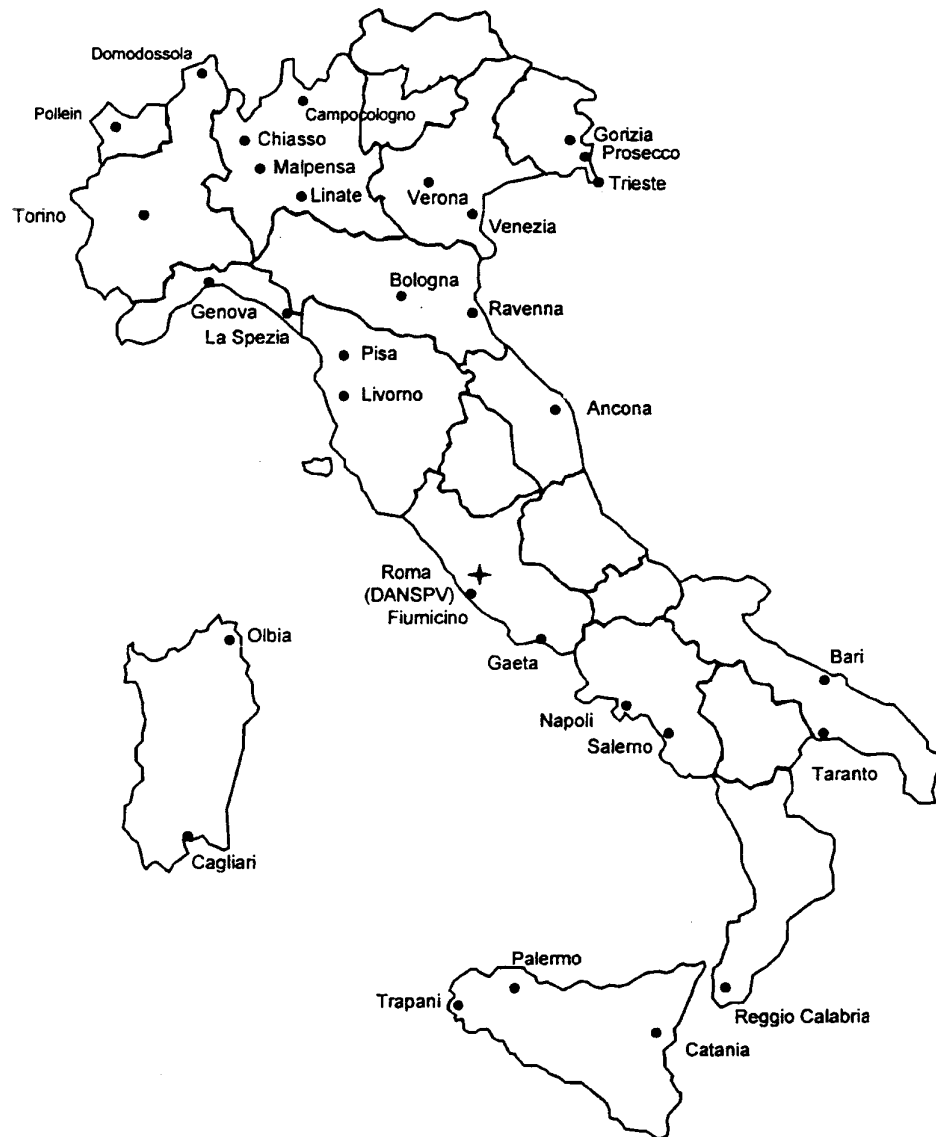 Domodossola
Pollein
Campocologno
Chiasso
Gorizia
Prosecco
Malpensa
Trieste
Linate
Verona
Torino
Venezia
Bologna
Genova
Ravenna
La Spezia
Pisa
Livorno
Ancona
Roma
(DANSPV)
Fiumicino
Olbia
Gaeta
Bari
Napoli
Salerno
Taranto
Cagliari
Palermo
Trapani
Reggio Calabria
Catania